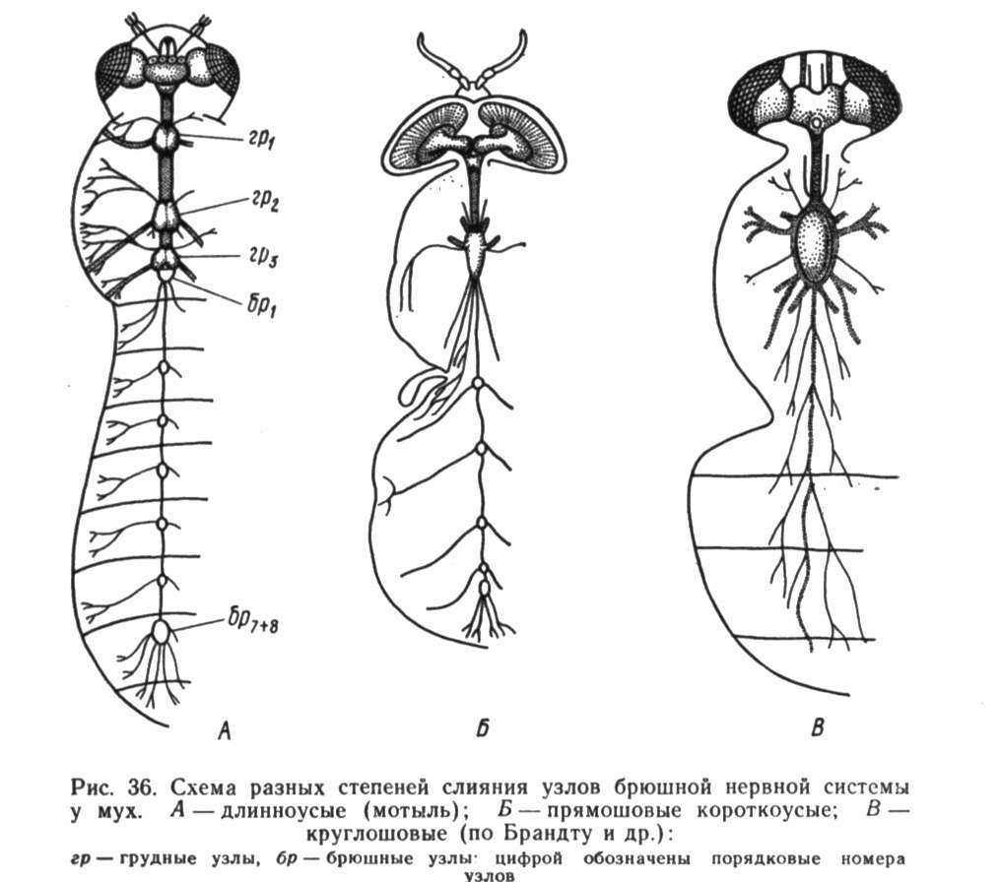 гр₁
гр₂
гр₃
бр₁
бр₇₊₈
А
Б
В
Рис. 36. Схема разных степеней слияния узлов брюшной нервной системы
у мух. А — длинноусые (мотыль); Б — прямошовые короткоусые; В —
круглошовые (по Брандту и др.):
гр — грудные узлы, бр — брюшные узлы· цифрой обозначены порядковые номера
узлов